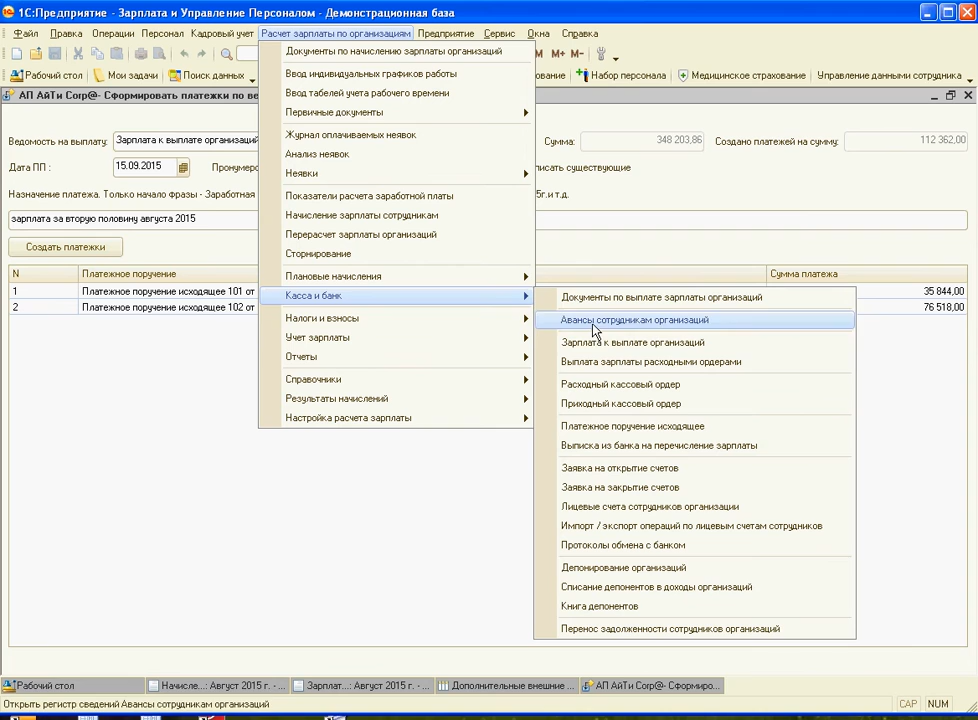 1С:Предприятие - Зарплата и Управление Персоналом - Демонстрационная база
Файл Правка Операции Персонал Кадровый учет Расчет зарплаты по организациям Предприятие Сервис Окна Справка
M M+ M-
Рабочий стол Мои задачи Поиск данных ование Набор персонала Медицинское страхование Управление данными сотрудника
АП АйТи Corp@- Сформировать платежки по ве
Ведомость на выплату: Зарплата к выплате организаций Сумма: 348 203,86 Создано платежей на сумму: 112 362,00
Дата ПП : 15.09.2015 Пронумеро писать существующие
Назначение платежа. Только начало фразы - Заработная 5г.и т.д.
зарплата за вторую половину августа 2015
Создать платежки
N Платежное поручение Сумма платежа
1 Платежное поручение исходящее 101 от 35 844,00
2 Платежное поручение исходящее 102 от 76 518,00
Документы по начислению зарплаты организаций
Ввод индивидуальных графиков работы
Ввод табелей учета рабочего времени
Первичные документы
Журнал оплачиваемых неявок
Анализ неявок
Неявки
Показатели расчета заработной платы
Начисление зарплаты сотрудникам
Перерасчет зарплаты организаций
Сторнирование
Плановые начисления
Касса и банк
Налоги и взносы
Учет зарплаты
Отчеты
Справочники
Результаты начислений
Настройка расчета зарплаты
Документы по выплате зарплаты организаций
Авансы сотрудникам организаций
Зарплата к выплате организаций
Выплата зарплаты расходными ордерами
Расходный кассовый ордер
Приходный кассовый ордер
Платежное поручение исходящее
Выписка из банка на перечисление зарплаты
Заявка на открытие счетов
Заявка на закрытие счетов
Лицевые счета сотрудников организации
Импорт / экспорт операций по лицевым счетам сотрудников
Протоколы обмена с банком
Депонирование организаций
Списание депонентов в доходы организаций
Книга депонентов
Перенос задолженности сотрудников организаций
Рабочий стол Начисле...: Август 2015 г. - ... Зарплат...: Август 2015 г. - ... Дополнительные внешние ... АП АйТи Corp@- Сформиро...
Открыть регистр сведений Авансы сотрудникам организаций CAP NUM